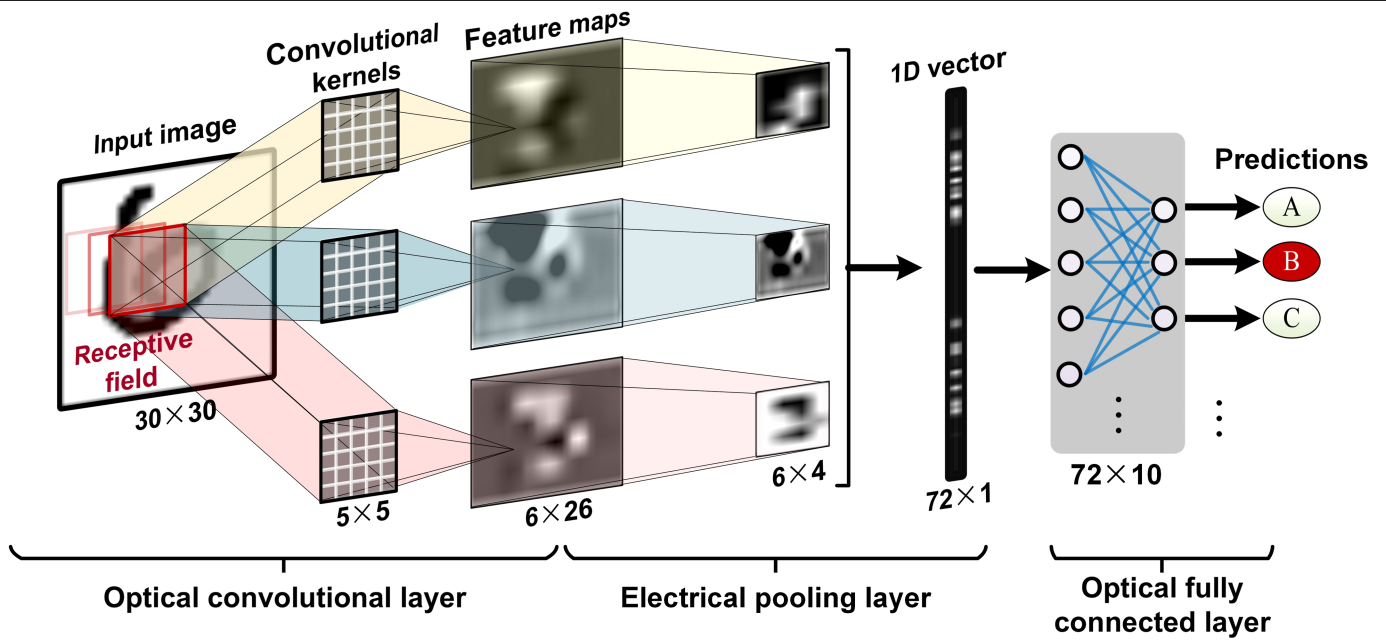 Input image
Convolutional
kernels
Feature maps
1D vector
Predictions
A
B
C
Receptive
field
30×30
5×5
6×26
6×4
72×1
72×10
Optical convolutional layer
Electrical pooling layer
Optical fully
connected layer